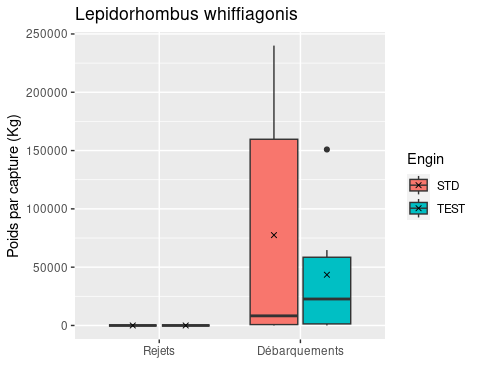 Lepidorhombus whiffiagonis
Poids par capture (Kg)
250000
200000
150000
100000
50000
0
Rejets
Débarquements
Engin
STD
TEST